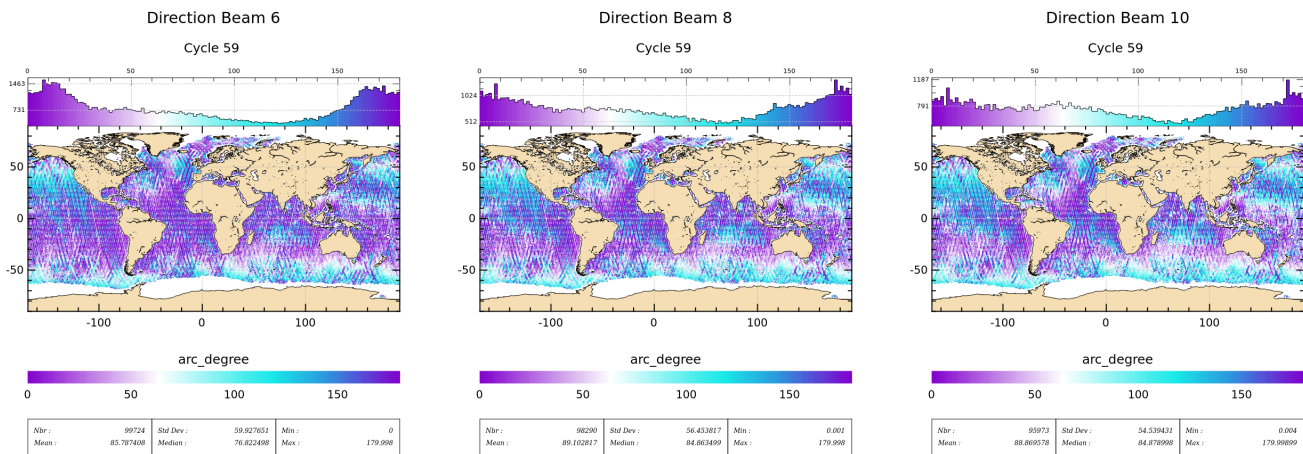 Direction Beam 6
Cycle 59
0 50 100 150
1463
731
50
0
-50
-100 0 100
arc_degree
0 50 100 150
Nbr : 99724 Std Dev : 59.927651 Min : 0
Mean : 85.787408 Median : 76.822498 Max : 179.998
Direction Beam 8
Cycle 59
0 50 100 150
1024
512
50
0
-50
-100 0 100
arc_degree
0 50 100 150
Nbr : 98290 Std Dev : 56.453817 Min : 0.001
Mean : 89.102817 Median : 84.863499 Max : 179.998
Direction Beam 10
Cycle 59
0 50 100 150
1187
791
50
0
-50
-100 0 100
arc_degree
0 50 100 150
Nbr : 95973 Std Dev : 54.539431 Min : 0.004
Mean : 88.869578 Median : 84.878998 Max : 179.99899